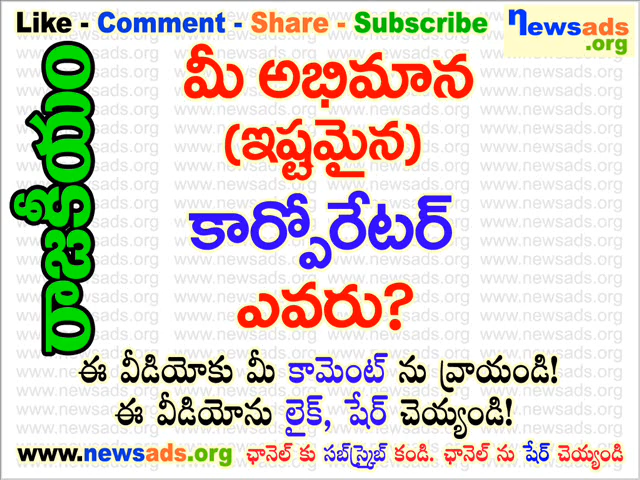 Like - Comment - Share - Subscribe
newsads
.org
రాజకీయం
మీ అభిమాన
(ఇష్టమైన)
కార్పోరేటర్
ఎవరు?
ఈ వీడియోకు మీ కామెంట్ ను వ్రాయండి!
ఈ వీడియోను లైక్, షేర్ చెయ్యండి!
www.newsads.org ఛానెల్ కు సబ్‌స్క్రైబ్ కండి. ఛానెల్ ను షేర్ చెయ్యండి